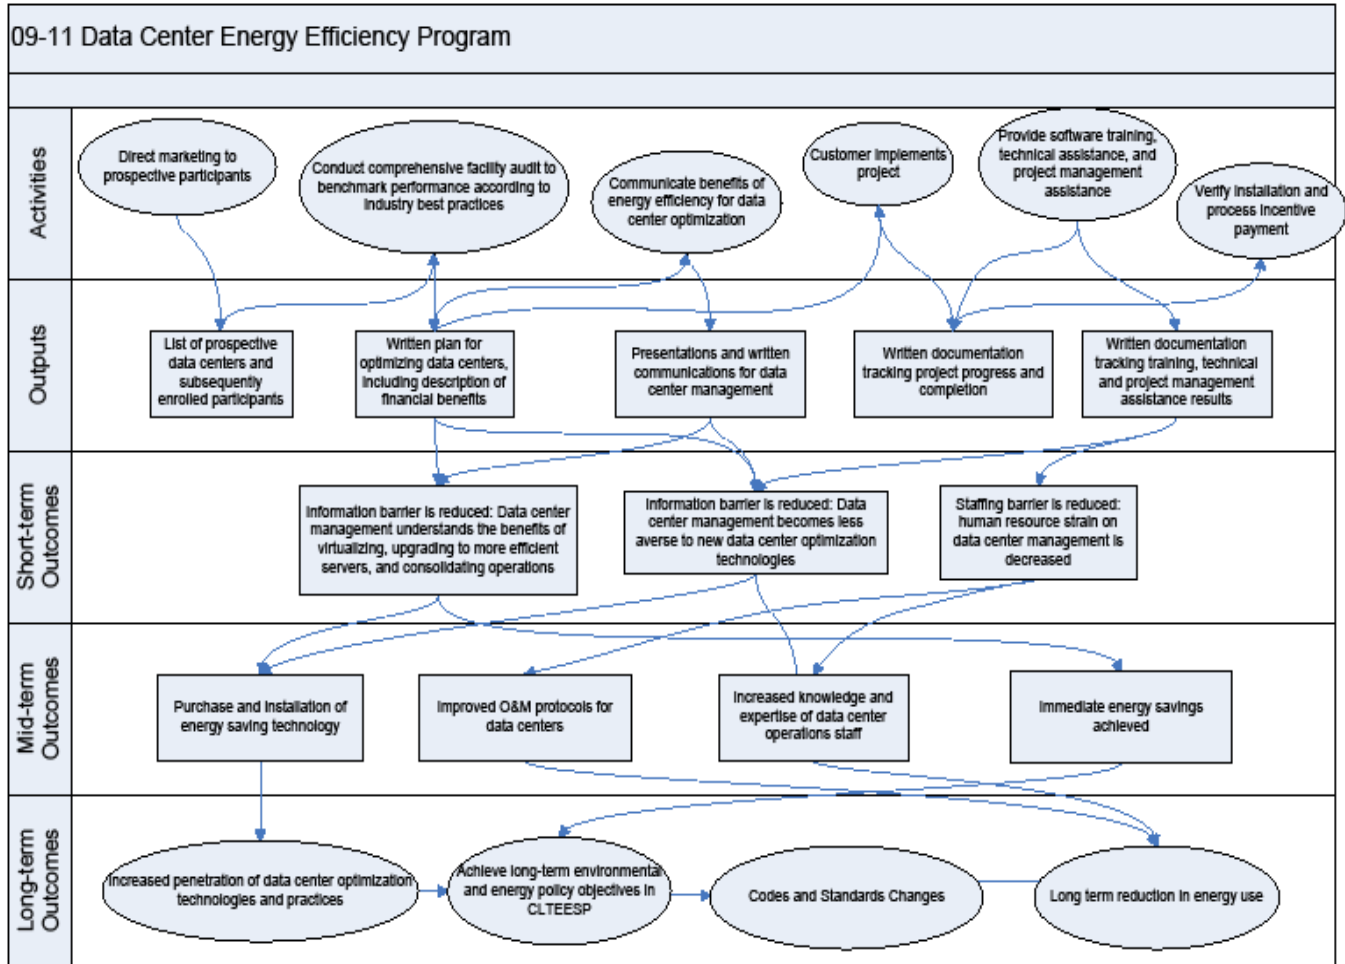 09-11 Data Center Energy Efficiency Program
Activities
Direct marketing to
prospective participants
Conduct comprehensive facility audit to
benchmark performance according to
industry best practices
Communicate benefits of
energy efficiency for data
center optimization
Customer implements
project
Provide software training,
technical assistance, and
project management
assistance
Verify installation and
process incentive
payment
Outputs
List of prospective
data centers and
subsequently
enrolled participants
Written plan for
optimizing data centers,
including description of
financial benefits
Presentations and written
communications for data
center management
Written documentation
tracking project progress and
completion
Written documentation
tracking training, technical
and project management
assistance results
Short-term
Outcomes
Information barrier is reduced: Data center
management understands the benefits of
virtualizing, upgrading to more efficient
servers, and consolidating operations
Information barrier is reduced: Data
center management becomes less
averse to new data center optimization
technologies
Staffing barrier is reduced:
human resource strain on
data center management is
decreased
Mid-term
Outcomes
Purchase and installation of
energy saving technology
Improved O&M protocols for
data centers
Increased knowledge and
expertise of data center
operations staff
Immediate energy savings
achieved
Long-term
Outcomes
Increased penetration of data center optimization
technologies and practices
Achieve long-term environmental
and energy policy objectives in
CLTEESP
Codes and Standards Changes
Long term reduction in energy use